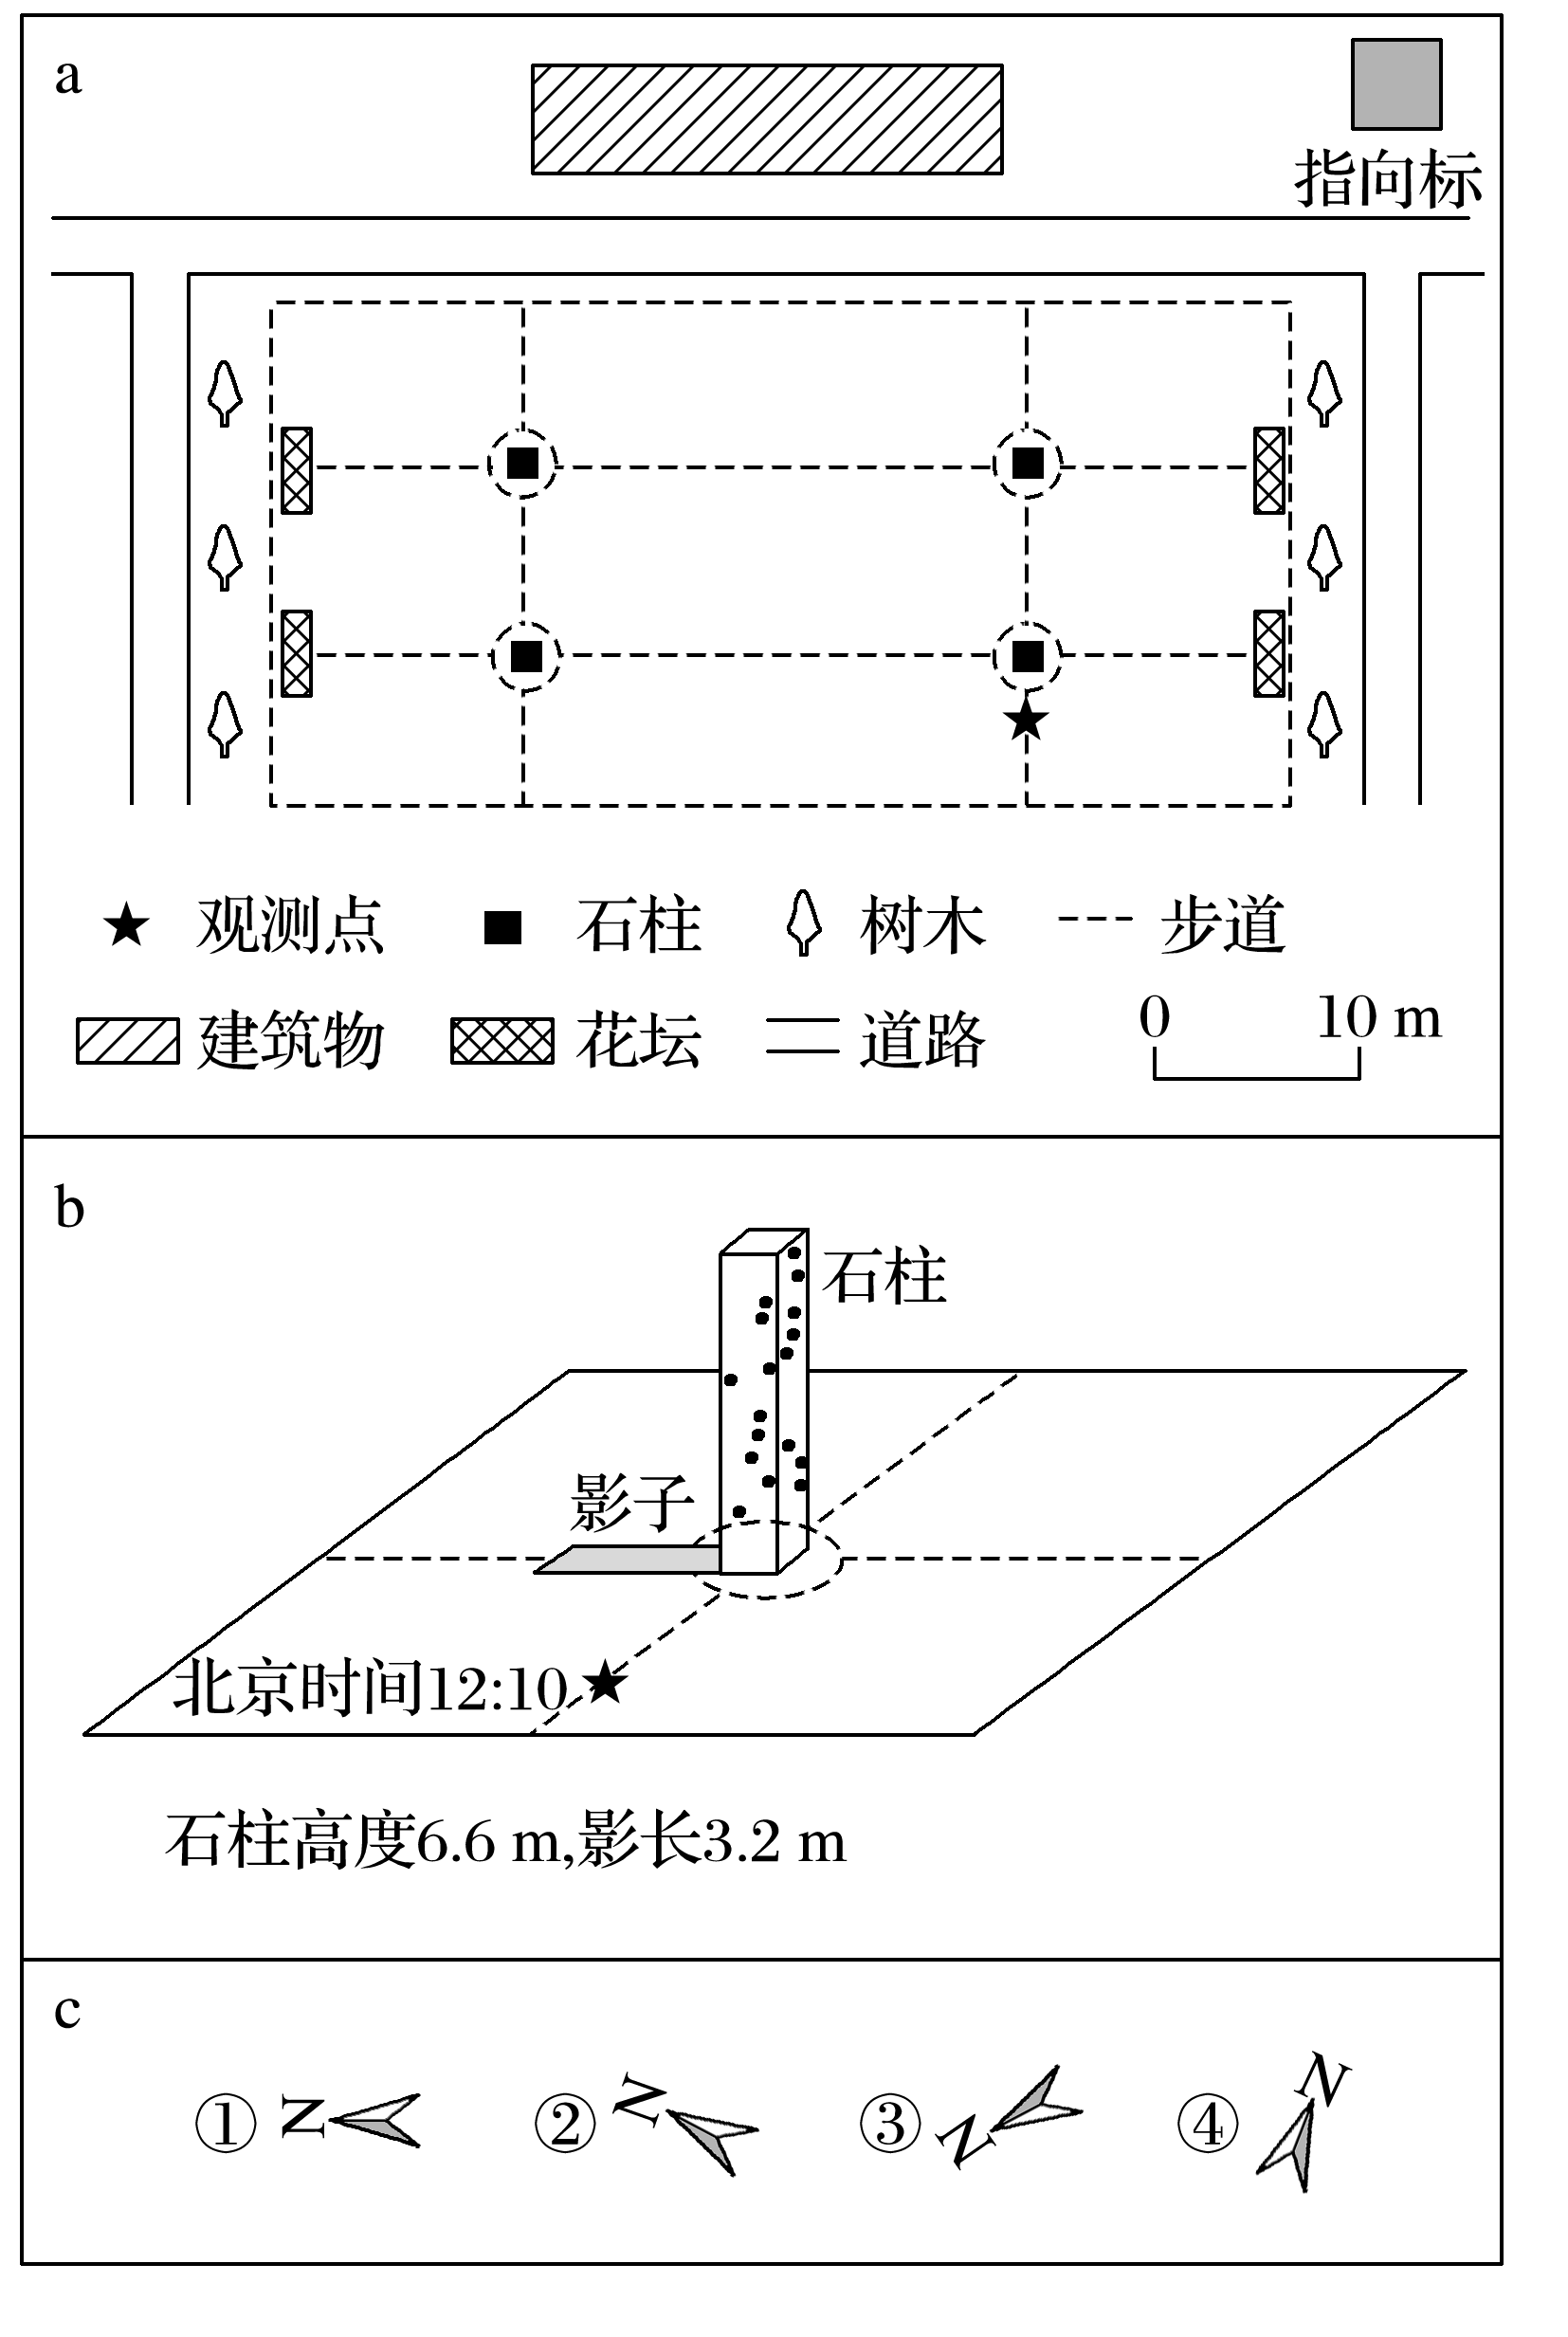 a
指向标
★ 观测点 ■ 石柱 树木 步道
建筑物 花坛 道路 0 10 m
b
石柱
影子
北京时间12:10
石柱高度6.6 m,影长3.2 m
c
① N ② N ③ N ④ N